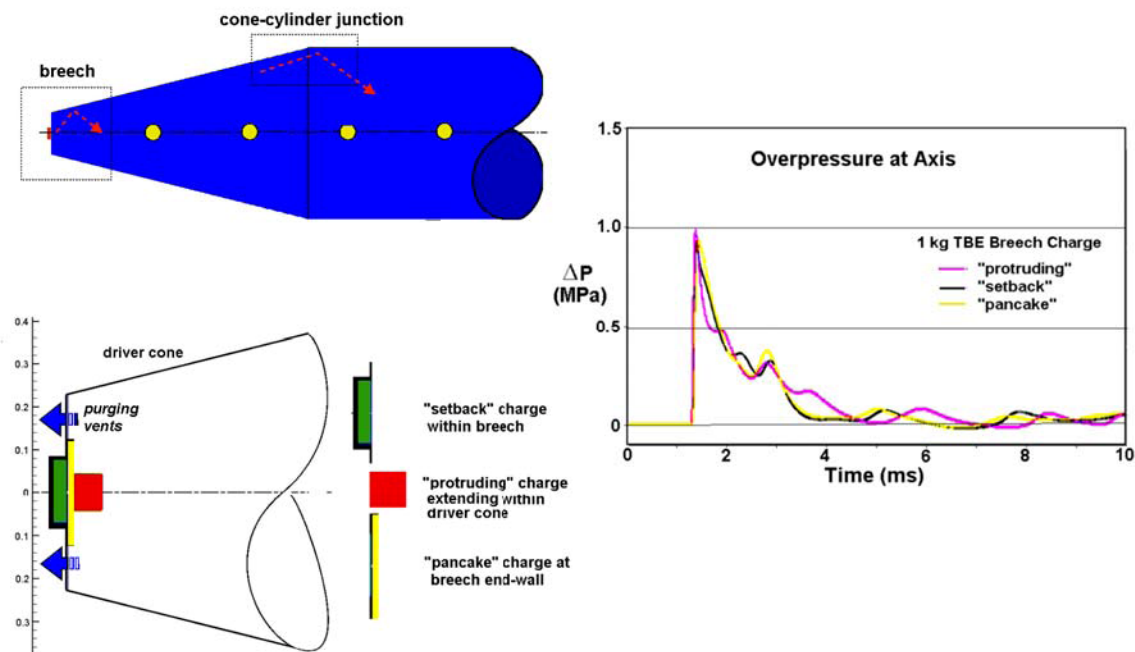 cone-cylinder junction
breech
0.4
0.3
0.2
0.1
0
0.1
0.2
0.3
driver cone
purging
vents
"setback" charge
within breech
"protruding" charge
extending within
driver cone
"pancake" charge at
breech end-wall
Overpressure at Axis
1.5
1.0
0.5
0
ΔP
(MPa)
1 kg TBE Breech Charge
"protruding"
"setback"
"pancake"
0 2 4 6 8 10
Time (ms)